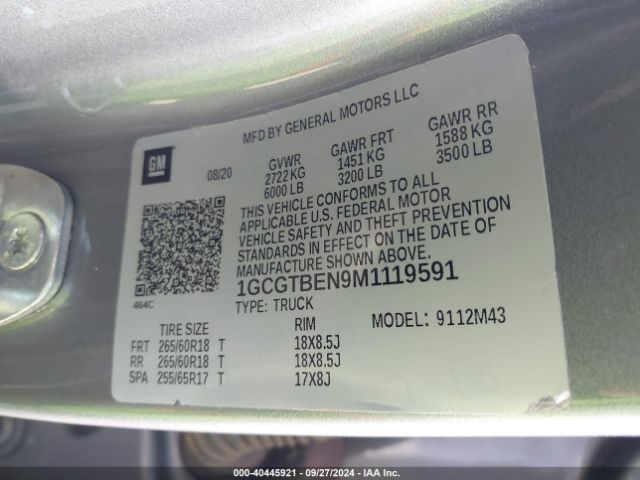 MFD BY GENERAL MOTORS LLC
GM
08/20
GVWR GAWR FRT GAWR RR
2722 KG 1451 KG 1588 KG
6000 LB 3200 LB 3500 LB
THIS VEHICLE CONFORMS TO ALL
APPLICABLE U.S. FEDERAL MOTOR
VEHICLE SAFETY AND THEFT PREVENTION
STANDARDS IN EFFECT ON THE DATE OF
MANUFACTURE SHOWN ABOVE.
1GCGTBEN9M1119591
464C
TYPE: TRUCK
MODEL: 9112M43
TIRE SIZE RIM
FRT 265/60R18 T 18X8.5J
RR 265/60R18 T 18X8.5J
SPA 255/65R17 T 17X8J
000-40445921 - 09/27/2024 - IAA Inc.